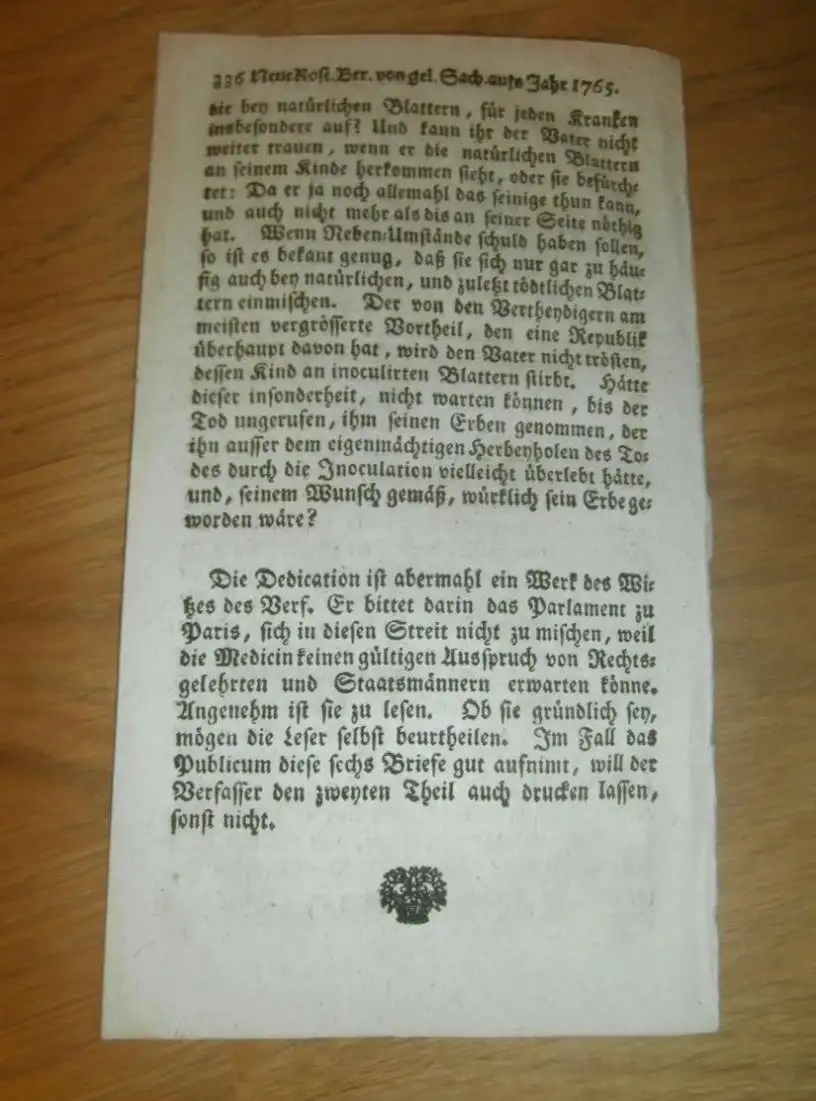 336 Neue Rost. Ber. von gel. Sach. aufs Jahr 1765.
die bey natürlichen Blattern, für jeden Kranken
insbesondere auf? Und kann ihr der Vater nicht
weiter trauen, wenn er die natürlichen Blattern
an seinem Kinde herkommen sieht, oder sie befürch-
tet: Da er ja noch allemahl das seinige thun kann,
und auch nicht mehr als dis an seiner Seite nöthig
hat. Wenn Neben-Umstände schuld haben sollen,
so ist es bekant genug, daß sie sich nur gar zu häu-
fig auch bey natürlichen, und zuletzt tödtlichen Blat-
tern einmischen. Der von den Vertheydigern am
meisten vergrösserte Vortheil, den eine Republik
überhaupt davon hat, wird den Vater nicht trösten,
dessen Kind an inoculirten Blattern stirbt. Hätte
dieser insonderheit, nicht warten können, bis der
Tod ungerufen, ihm seinen Erben genommen, der
ihn ausser dem eigenmächtigen Herbeyholen des To-
des durch die Inoculation vielleicht überlebt hätte,
und, seinem Wunsch gemäß, würklich sein Erbe ge-
worden wäre?
Die Dedication ist abermahl ein Werk des Wi-
tzes des Verf. Er bittet darin das Parlament zu
Paris, sich in diesen Streit nicht zu mischen, weil
die Medicin keinen gültigen Ausspruch von Rechts-
gelehrten und Staatsmännern erwarten könne.
Angenehm ist sie zu lesen. Ob sie gründlich sey,
mögen die Leser selbst beurtheilen. Im Fall das
Publicum diese sechs Briefe gut aufnimt, will der
Verfasser den zweyten Theil auch drucken lassen,
sonst nicht.